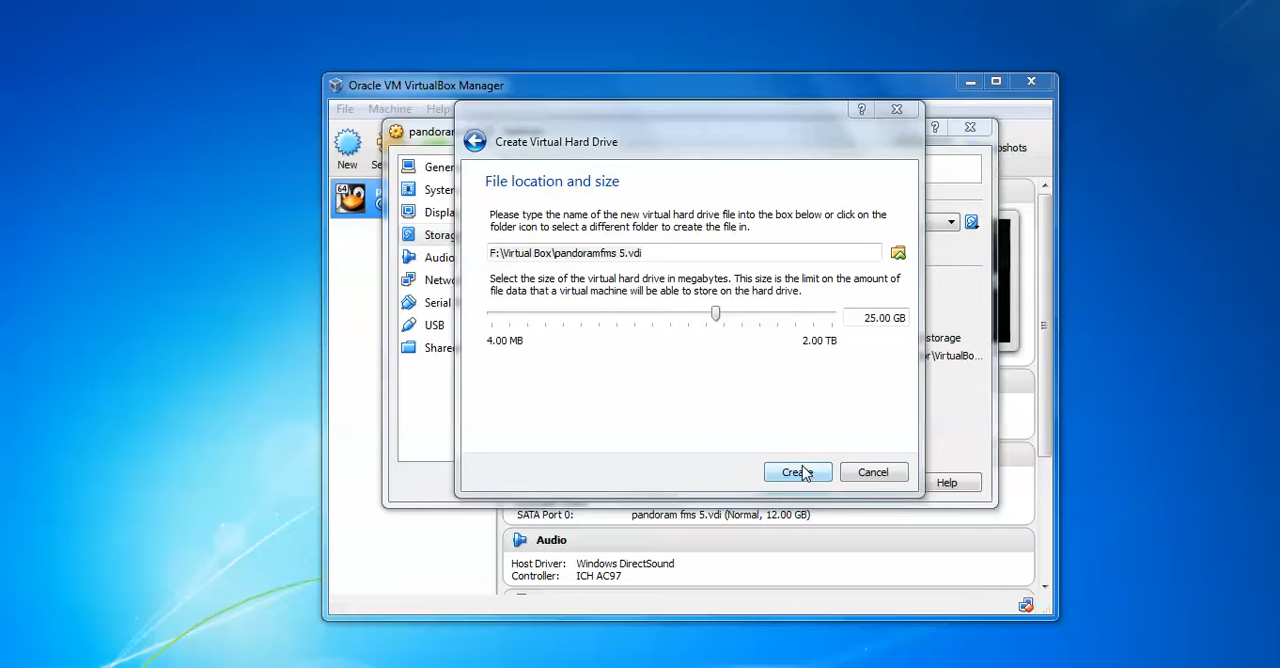 Oracle VM VirtualBox Manager
File Machine Help
pandoram
Create Virtual Hard Drive
New
pshots
64
File location and size
Gener
Syster
Displa
Storag
Audio
Netwo
Serial
USB
Share
Please type the name of the new virtual hard drive file into the box below or click on the
folder icon to select a different folder to create the file in.
F:\Virtual Box\pandoramfms 5.vdi
Select the size of the virtual hard drive in megabytes. This size is the limit on the amount of
file data that a virtual machine will be able to store on the hard drive.
25.00 GB
4.00 MB 2.00 TB
storage
r\VirtualBo...
Create Cancel
Help
SATA Port 0: pandoram fms 5.vdi (Normal, 12.00 GB)
Audio
Host Driver: Windows DirectSound
Controller: ICH AC97